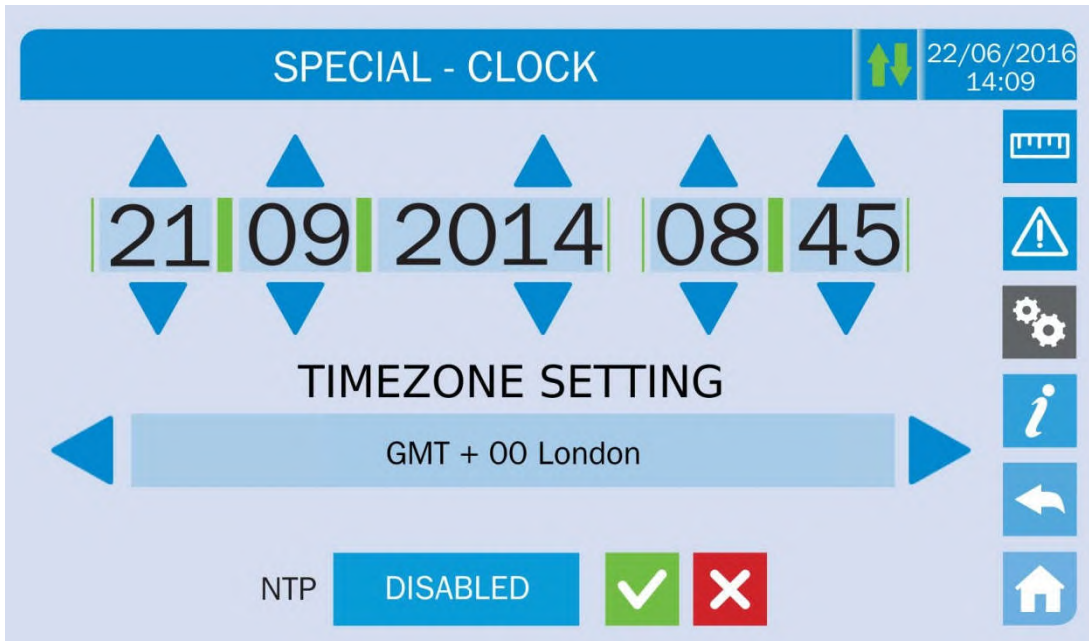 SPECIAL - CLOCK
22/06/2016
14:09
21 09 2014 08 45
TIMEZONE SETTING
GMT + 00 London
NTP DISABLED